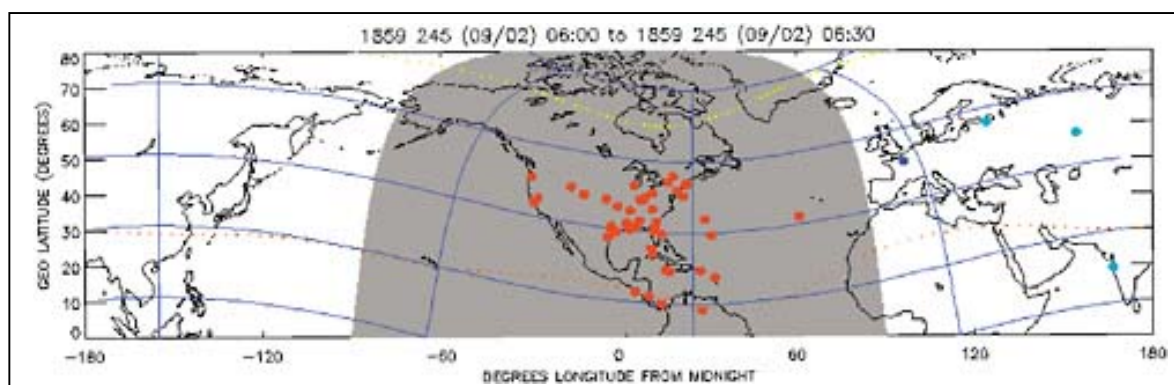 1859 245 (09/02) 06:00 to 1859 245 (09/02) 06:30
80
70
60
50
40
30
20
10
0
GEO LATITUDE (DEGREES)
-180 -120 -60 0 60 120 180
DEGREES LONGITUDE FROM MIDNIGHT